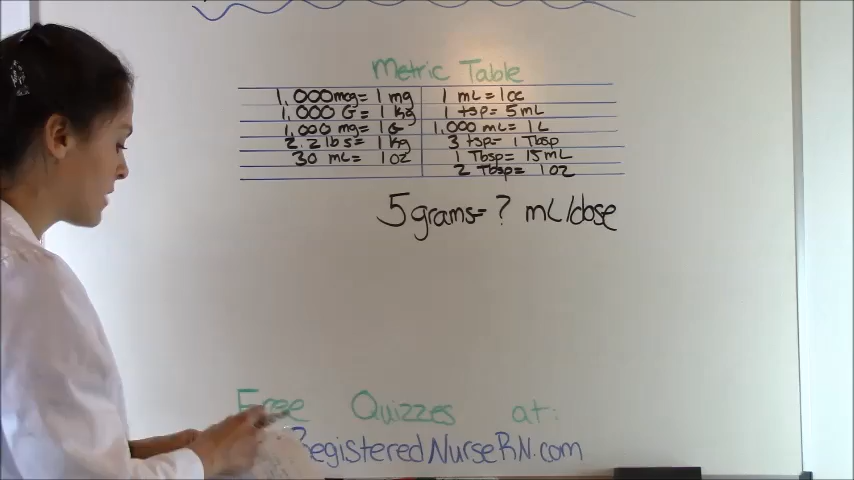 Metric Table
1,000mcg= 1 mg
1,000 G= 1 kg
1,000 mg= 1G
2.2 lbs= 1 kg
30 mL= 1 oz
1 mL= 1cc
1 tsp= 5mL
1,000 mL= 1L
3 tsp= 1 Tbsp
1 Tbsp= 15mL
2 Tbsp= 1oz
5grams= ? mL/dose
Free Quizzes at:
RegisteredNurseRN.com